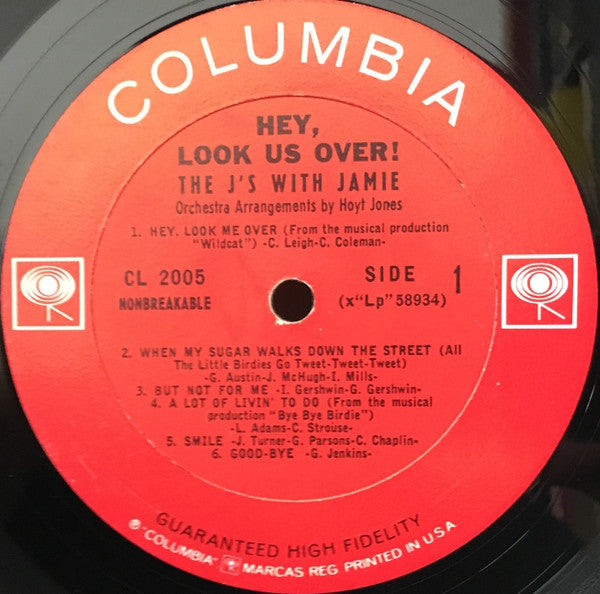 COLUMBIA
HEY,
LOOK US OVER!
THE J'S WITH JAMIE
Orchestra Arrangements by Hoyt Jones
1. HEY, LOOK ME OVER (From the musical production
"Wildcat") -C. Leigh-C. Coleman-
CL 2005
NONBREAKABLE
SIDE 1
(x"Lp"58934)
2. WHEN MY SUGAR WALKS DOWN THE STREET (All
The Little Birdies Go Tweet-Tweet-Tweet)
-G. Austin-J. McHugh-I. Mills-
3. BUT NOT FOR ME -I. Gershwin-G. Gershwin-
4. A LOT OF LIVIN' TO DO (From the musical
production "Bye Bye Birdie")
-L. Adams-C. Strouse-
5. SMILE -J. Turner-G. Parsons-C. Chaplin-
6. GOOD-BYE -G. Jenkins-
GUARANTEED HIGH FIDELITY
℗ "COLUMBIA" MARCAS REG. PRINTED IN U.S.A.